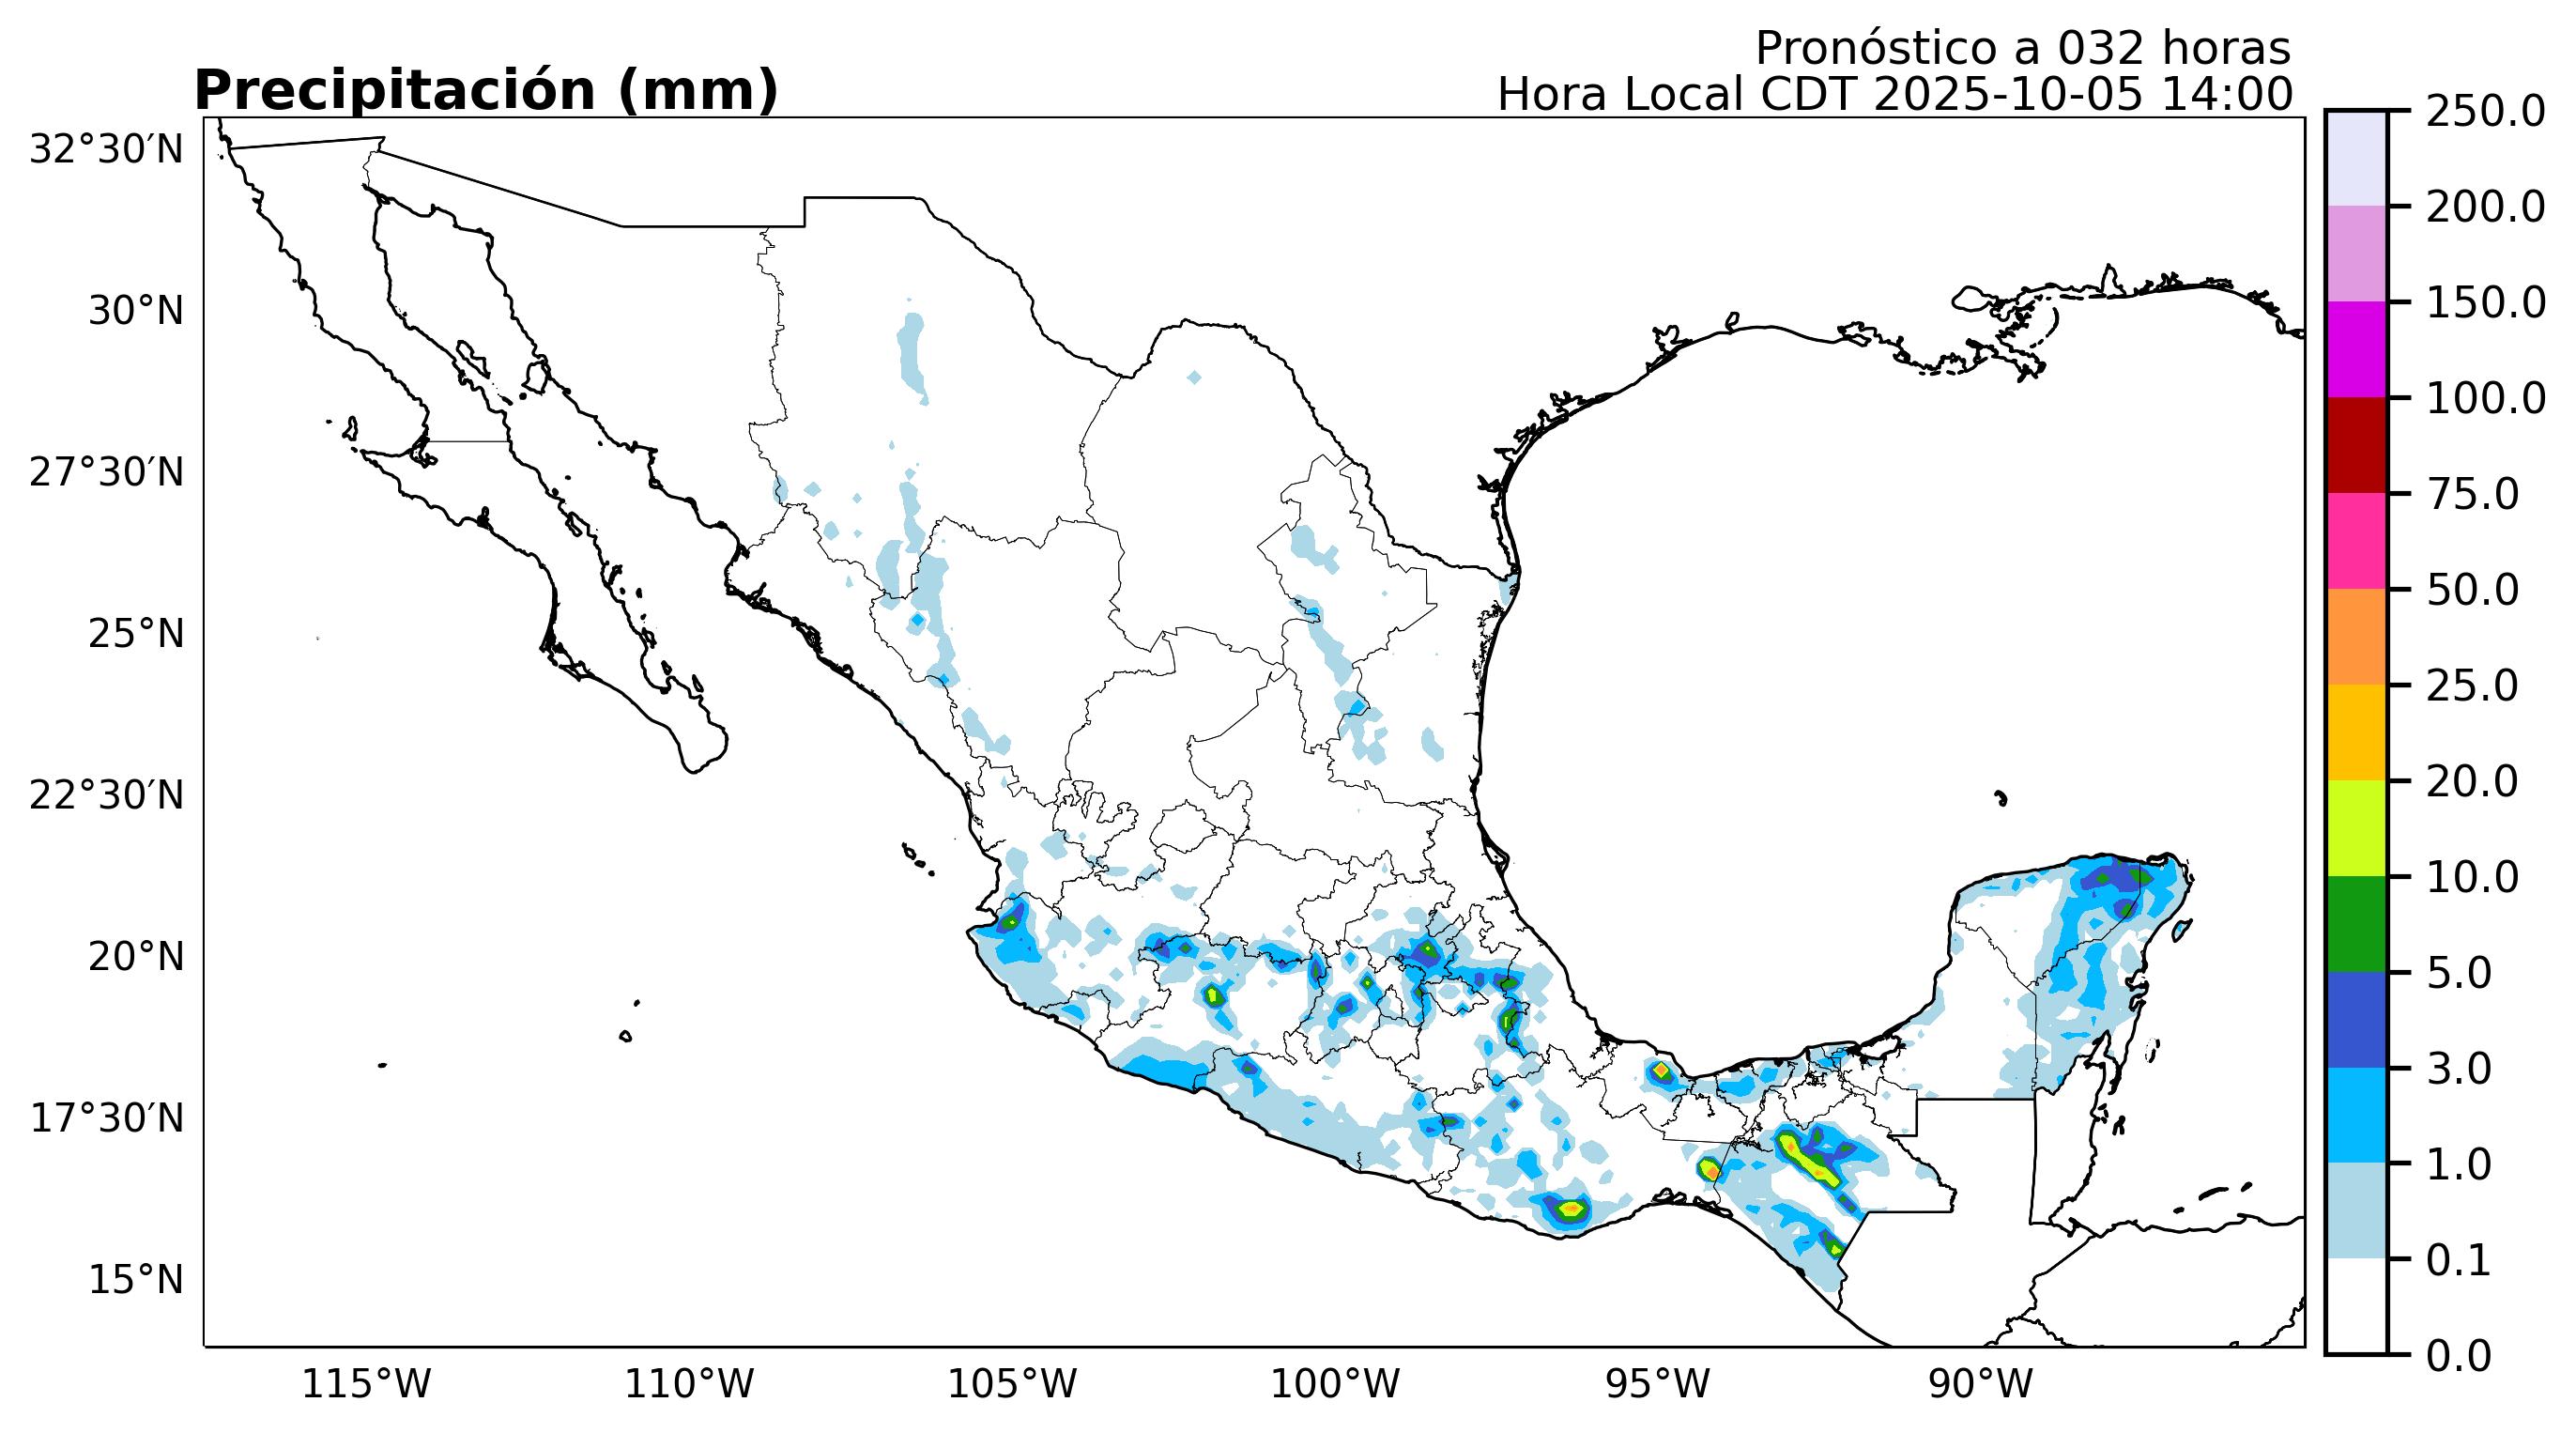 Pronóstico a 032 horas
Precipitación (mm)
Hora Local CDT 2025-10-05 14:00
32°30′N
30°N
27°30′N
25°N
22°30′N
20°N
17°30′N
15°N
115°W
110°W
105°W
100°W
95°W
90°W
250.0
200.0
150.0
100.0
75.0
50.0
25.0
20.0
10.0
5.0
3.0
1.0
0.1
0.0